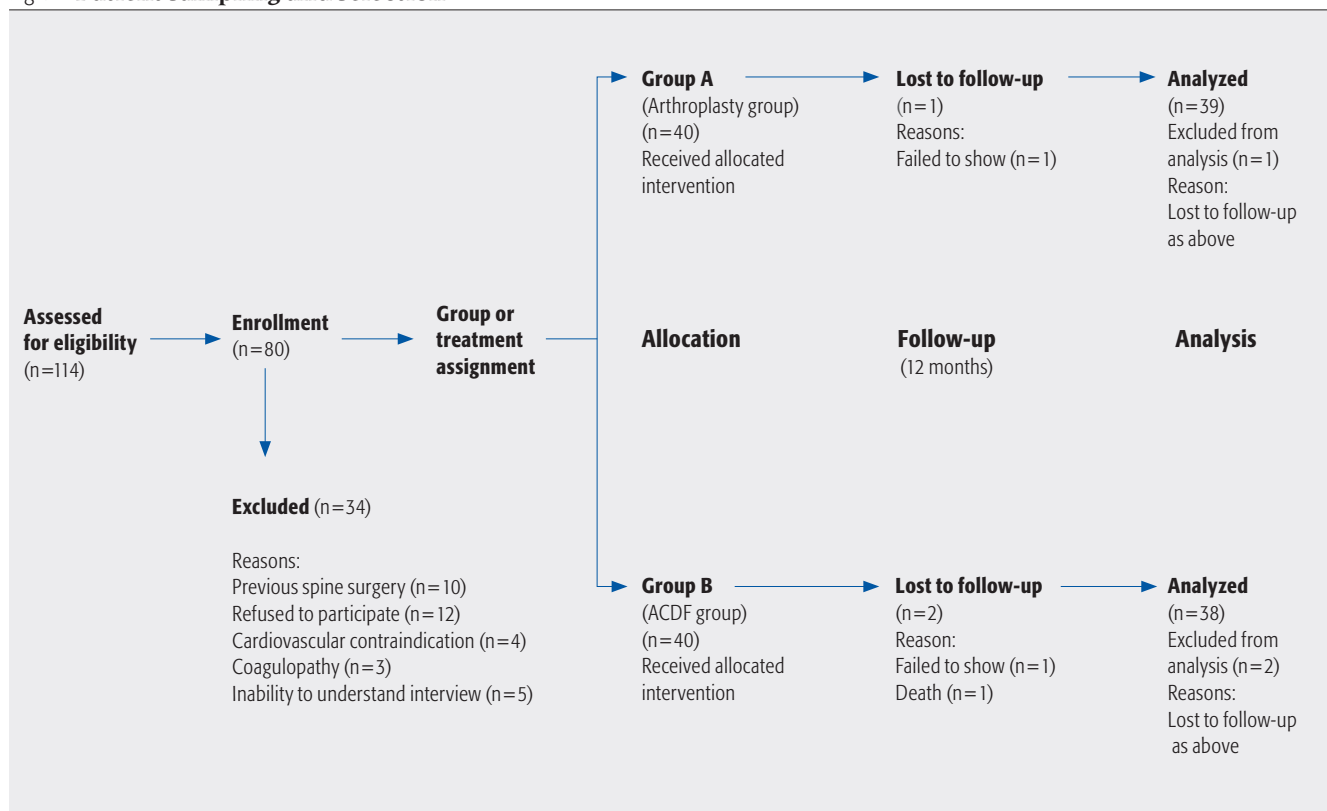 Assessed
for eligibility
(n=114)
Enrollment
(n=80)
Excluded (n=34)
Reasons:
Previous spine surgery (n=10)
Refused to participate (n=12)
Cardiovascular contraindication (n=4)
Coagulopathy (n=3)
Inability to understand interview (n=5)
Group or
treatment
assignment
Group A
(Arthroplasty group)
(n=40)
Received allocated
intervention
Lost to follow-up
(n=1)
Reasons:
Failed to show (n=1)
Analyzed
(n=39)
Excluded from
analysis (n=1)
Reason:
Lost to follow-up
as above
Allocation
Follow-up
(12 months)
Analysis
Group B
(ACDF group)
(n=40)
Received allocated
intervention
Lost to follow-up
(n=2)
Reason:
Failed to show (n=1)
Death (n=1)
Analyzed
(n=38)
Excluded from
analysis (n=2)
Reasons:
Lost to follow-up
as above